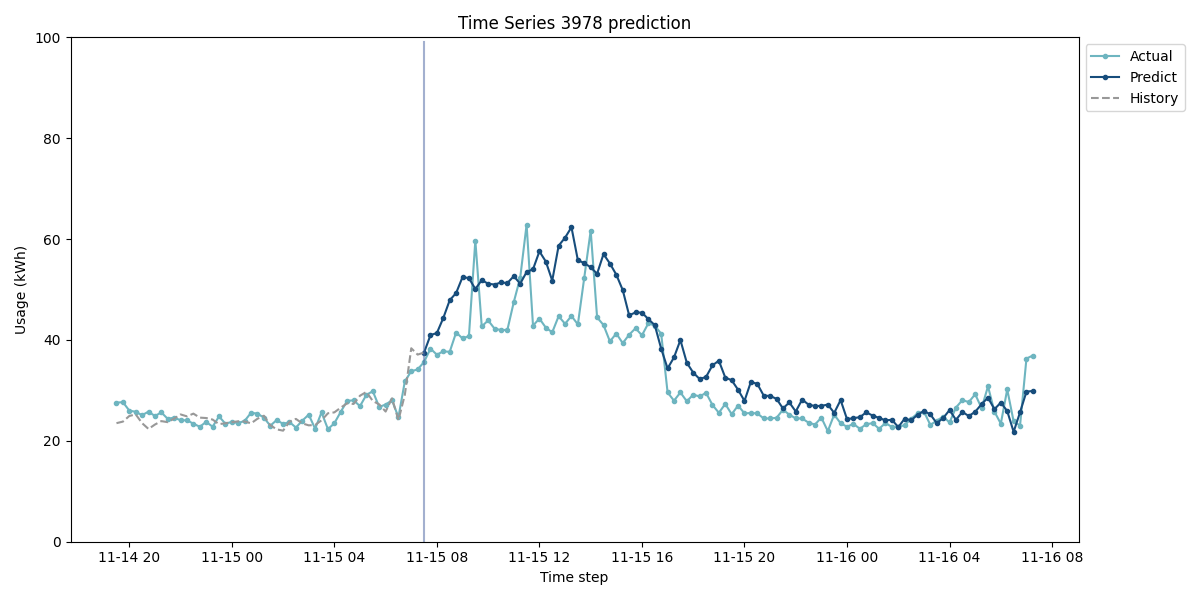 Time Series 3978 prediction
Usage (kWh)
100
80
60
40
20
0
11-14 20
11-15 00
11-15 04
11-15 08
11-15 12
11-15 16
11-15 20
11-16 00
11-16 04
11-16 08
Time step
Actual
Predict
History